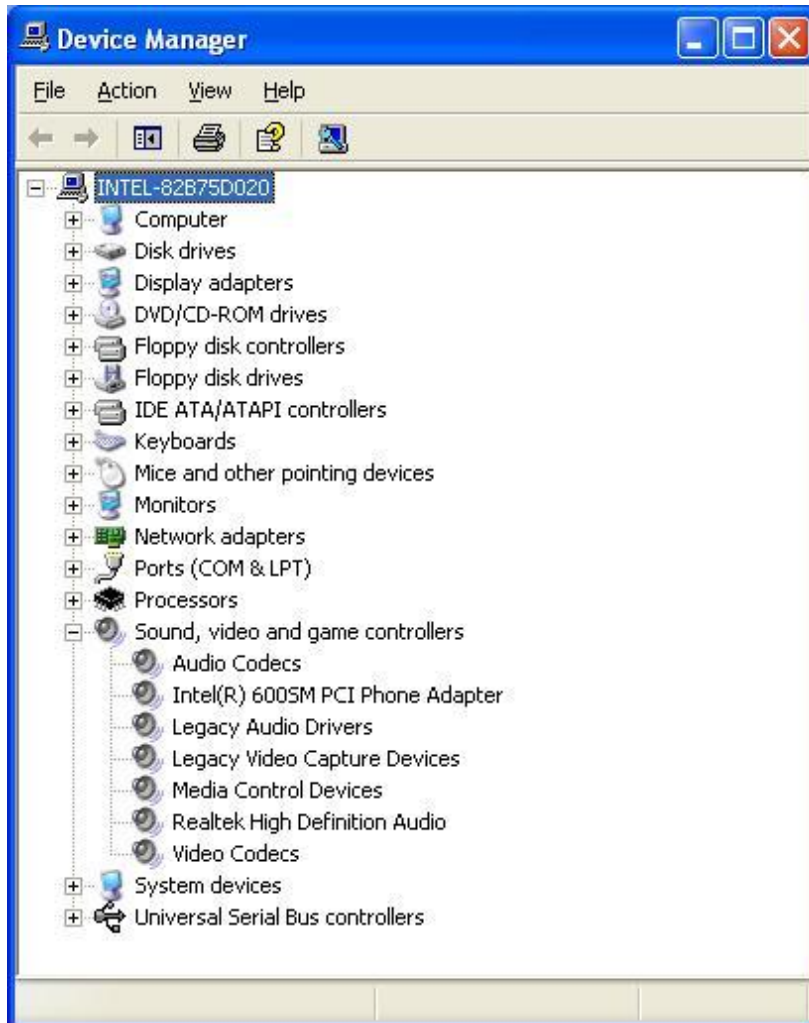 Device Manager
File Action View Help
INTEL-82B75D020
Computer
Disk drives
Display adapters
DVD/CD-ROM drives
Floppy disk controllers
Floppy disk drives
IDE ATA/ATAPI controllers
Keyboards
Mice and other pointing devices
Monitors
Network adapters
Ports (COM & LPT)
Processors
Sound, video and game controllers
Audio Codecs
Intel(R) 600SM PCI Phone Adapter
Legacy Audio Drivers
Legacy Video Capture Devices
Media Control Devices
Realtek High Definition Audio
Video Codecs
System devices
Universal Serial Bus controllers